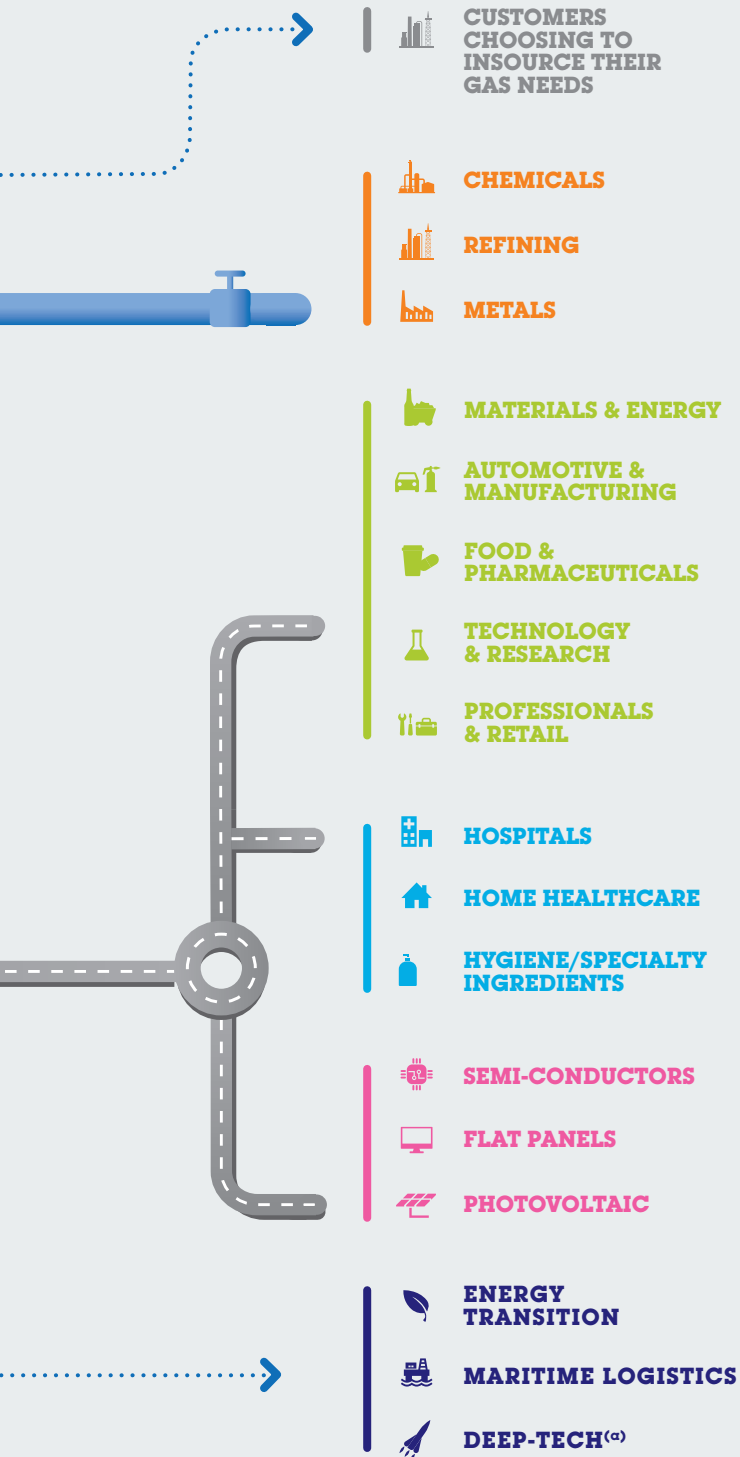 CUSTOMERS
CHOOSING TO
INSOURCE THEIR
GAS NEEDS
CHEMICALS
REFINING
METALS
MATERIALS & ENERGY
AUTOMOTIVE &
MANUFACTURING
FOOD &
PHARMACEUTICALS
TECHNOLOGY
& RESEARCH
PROFESSIONALS
& RETAIL
HOSPITALS
HOME HEALTHCARE
HYGIENE/SPECIALTY
INGREDIENTS
SEMI-CONDUCTORS
FLAT PANELS
PHOTOVOLTAIC
ENERGY
TRANSITION
MARITIME LOGISTICS
DEEP-TECH(a)